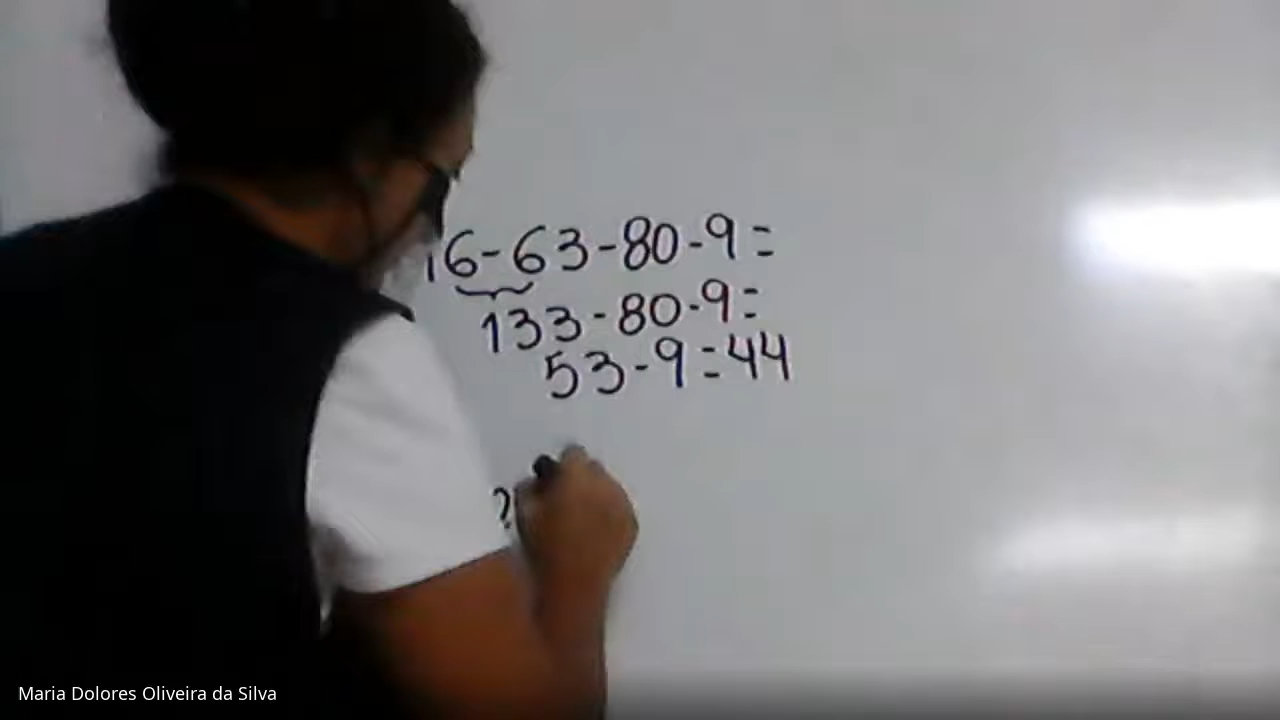 16-63-80-9=
133-80-9=
53-9=44
?
Maria Dolores Oliveira da Silva